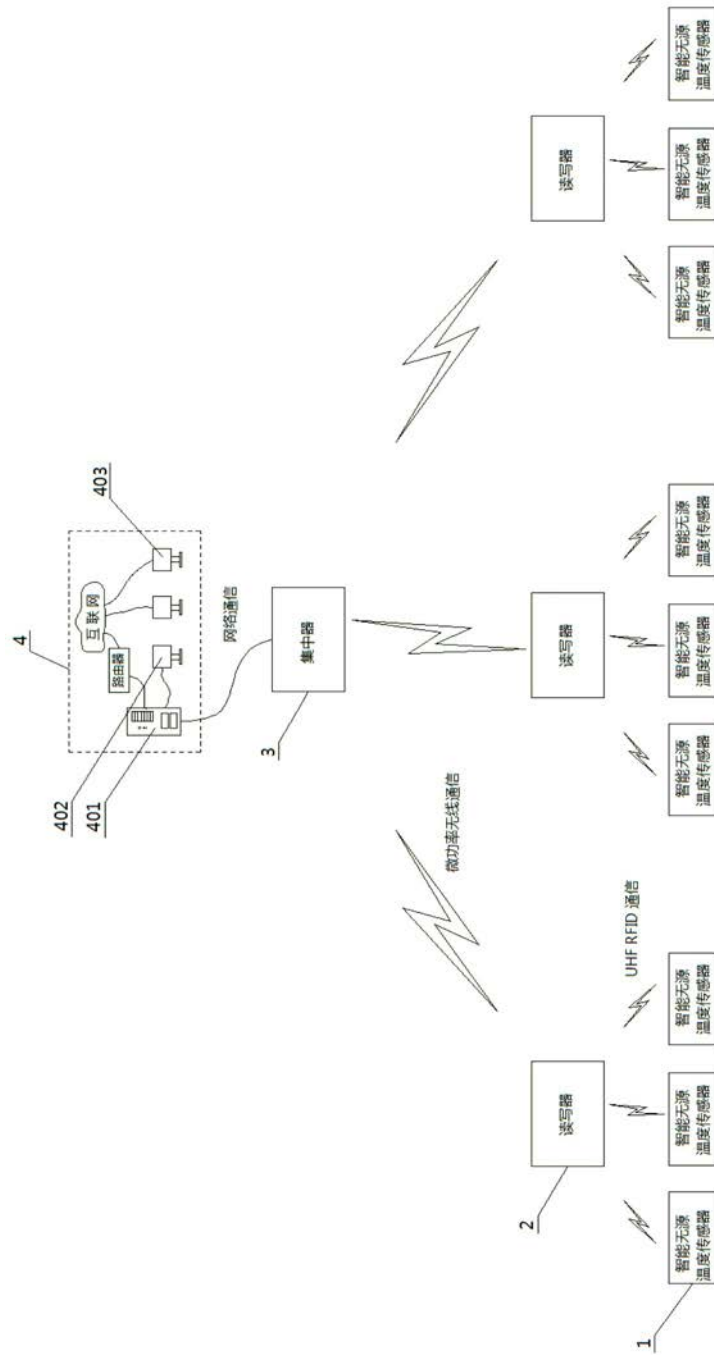 4
互联网
403
路由器
402
401
网络通信
集中器
3
微功率无线通信
读写器
读写器
读写器
2
UHF RFID 通信
智能无源
温度传感器
智能无源
温度传感器
智能无源
温度传感器
智能无源
温度传感器
智能无源
温度传感器
智能无源
温度传感器
智能无源
温度传感器
智能无源
温度传感器
智能无源
温度传感器
1